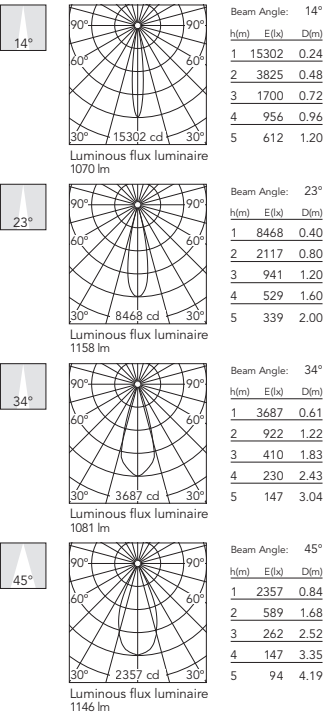 14°
90° 90°
60° 60°
30° 15302 cd 30°
Luminous flux luminaire
1070 lm
Beam Angle: 14°
h(m) E(lx) D(m)
1 15302 0.24
2 3825 0.48
3 1700 0.72
4 956 0.96
5 612 1.20
23°
90° 90°
60° 60°
30° 8468 cd 30°
Luminous flux luminaire
1158 lm
Beam Angle: 23°
h(m) E(lx) D(m)
1 8468 0.40
2 2117 0.80
3 941 1.20
4 529 1.60
5 339 2.00
34°
90° 90°
60° 60°
30° 3687 cd 30°
Luminous flux luminaire
1081 lm
Beam Angle: 34°
h(m) E(lx) D(m)
1 3687 0.61
2 922 1.22
3 410 1.83
4 230 2.43
5 147 3.04
45°
90° 90°
60° 60°
30° 2357 cd 30°
Luminous flux luminaire
1146 lm
Beam Angle: 45°
h(m) E(lx) D(m)
1 2357 0.84
2 589 1.68
3 262 2.52
4 147 3.35
5 94 4.19